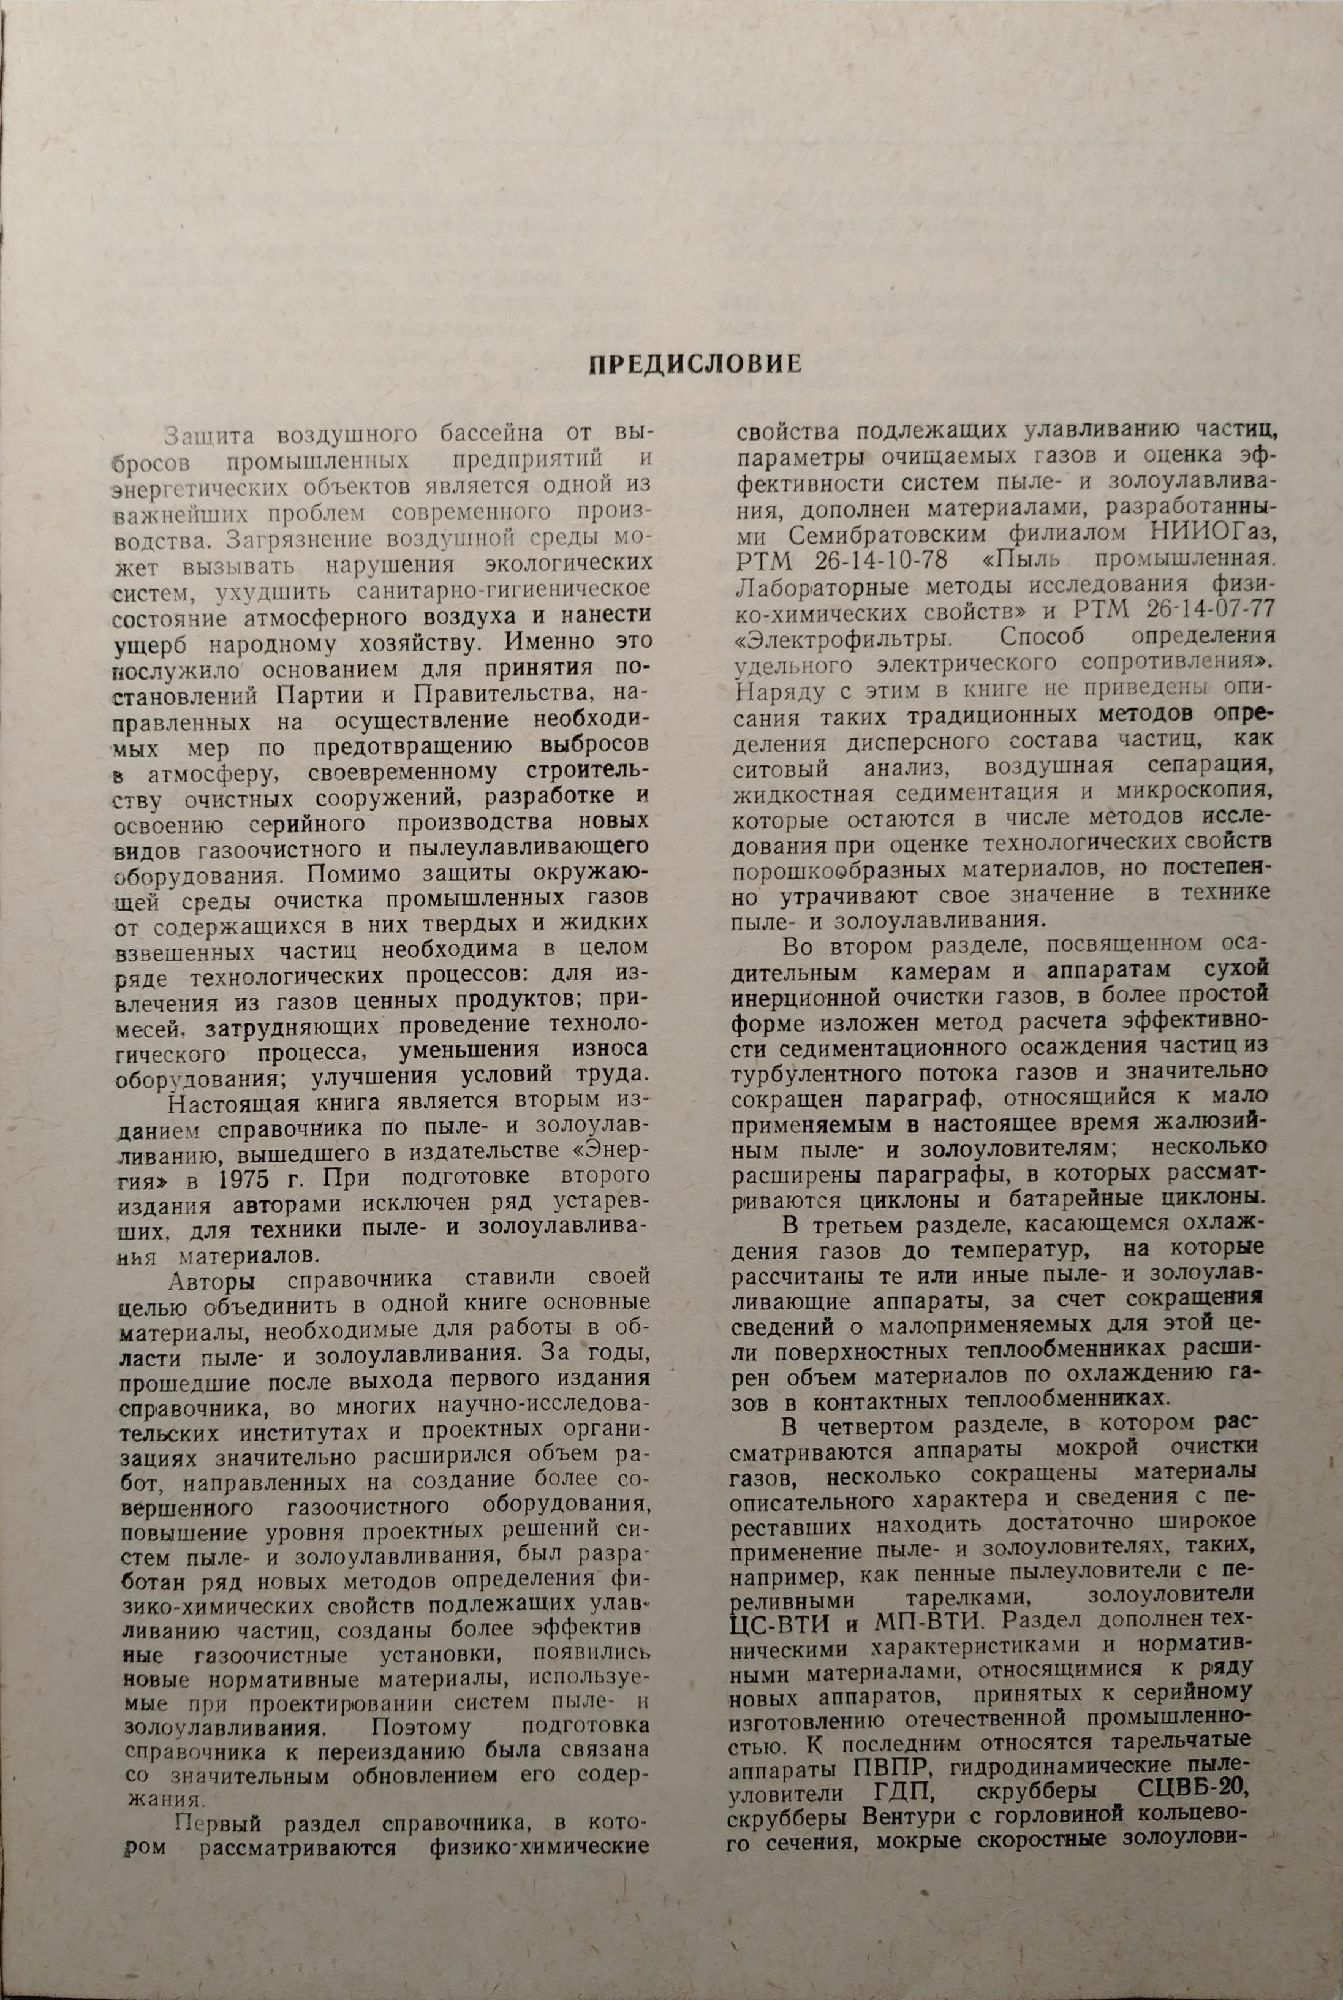 ПРЕДИСЛОВИЕ
Защита воздушного бассейна от вы-
бросов промышленных предприятий и
энергетических объектов является одной из
важнейших проблем современного произ-
водства. Загрязнение воздушной среды мо-
жет вызывать нарушения экологических
систем, ухудшить санитарно-гигиеническое
состояние атмосферного воздуха и нанести
ущерб народному хозяйству. Именно это
послужило основанием для принятия по-
становлений Партии и Правительства, на-
правленных на осуществление необходи-
мых мер по предотвращению выбросов
в атмосферу, своевременному строитель-
ству очистных сооружений, разработке и
освоению серийного производства новых
видов газоочистного и пылеулавливающего
оборудования. Помимо защиты окружаю-
щей среды очистка промышленных газов
от содержащихся в них твердых и жидких
взвешенных частиц необходима в целом
ряде технологических процессов: для из-
влечения из газов ценных продуктов; при-
месей, затрудняющих проведение техноло-
гического процесса, уменьшения износа
оборудования; улучшения условий труда.
Настоящая книга является вторым из-
данием справочника по пыле- и золоулав-
ливанию, вышедшего в издательстве «Энер-
гия» в 1975 г. При подготовке второго
издания авторами исключен ряд устарев-
ших, для техники пыле- и золоулавлива-
ния материалов.
Авторы справочника ставили своей
целью объединить в одной книге основные
материалы, необходимые для работы в об-
ласти пыле- и золоулавливания. За годы,
прошедшие после выхода первого издания
справочника, во многих научно-исследова-
тельских институтах и проектных органи-
зациях значительно расширился объем ра-
бот, направленных на создание более со-
вершенного газоочистного оборудования,
повышение уровня проектных решений си-
стем пыле- и золоулавливания, был разра-
ботан ряд новых методов определения фи-
зико-химических свойств подлежащих улав-
ливанию частиц, созданы более эффектив
ные газоочистные установки, появились
новые нормативные материалы, используе-
мые при проектировании систем пыле- и
золоулавливания. Поэтому подготовка
справочника к переизданию была связана
со значительным обновлением его содер-
жания.
Первый раздел справочника, в кото-
ром рассматриваются физико-химические
свойства подлежащих улавливанию частиц,
параметры очищаемых газов и оценка эф-
фективности систем пыле- и золоулавлива-
ния, дополнен материалами, разработанны-
ми Семибратовским филиалом НИИОГаз,
РТМ 26-14-10-78 «Пыль промышленная.
Лабораторные методы исследования физи-
ко-химических свойств» и РТМ 26-14-07-77
«Электрофильтры. Способ определения
удельного электрического сопротивления».
Наряду с этим в книге не приведены опи-
сания таких традиционных методов опре-
деления дисперсного состава частиц, как
ситовый анализ, воздушная сепарация,
жидкостная седиментация и микроскопия,
которые остаются в числе методов иссле-
дования при оценке технологических свойств
порошкообразных материалов, но постепен-
но утрачивают свое значение в технике
пыле- и золоулавливания.
Во втором разделе, посвященном оса-
дительным камерам и аппаратам сухой
инерционной очистки газов, в более простой
форме изложен метод расчета эффективно-
сти седиментационного осаждения частиц из
турбулентного потока газов и значительно
сокращен параграф, относящийся к мало
применяемым в настоящее время жалюзий-
ным пыле- и золоуловителям; несколько
расширены параграфы, в которых рассмат-
риваются циклоны и батарейные циклоны.
В третьем разделе, касающемся охлаж-
дения газов до температур, на которые
рассчитаны те или иные пыле- и золоулав-
ливающие аппараты, за счет сокращения
сведений о малоприменяемых для этой це-
ли поверхностных теплообменниках расши-
рен объем материалов по охлаждению га-
зов в контактных теплообменниках.
В четвертом разделе, в котором рас-
сматриваются аппараты мокрой очистки
газов, несколько сокращены материалы
описательного характера и сведения с пе-
реставших находить достаточно широкое
применение пыле- и золоуловителях, таких,
например, как пенные пылеуловители с пе-
реливными тарелками, золоуловители
ЦС-ВТИ и МП-ВТИ. Раздел дополнен тех-
ническими характеристиками и норматив-
ными материалами, относящимися к ряду
новых аппаратов, принятых к серийному
изготовлению отечественной промышленно-
стью. К последним относятся тарельчатые
аппараты ПВПР, гидродинамические пыле-
уловители ГДП, скрубберы СЦВБ-20,
скрубберы Вентури с горловиной кольцево-
го сечения, мокрые скоростные золоулови-